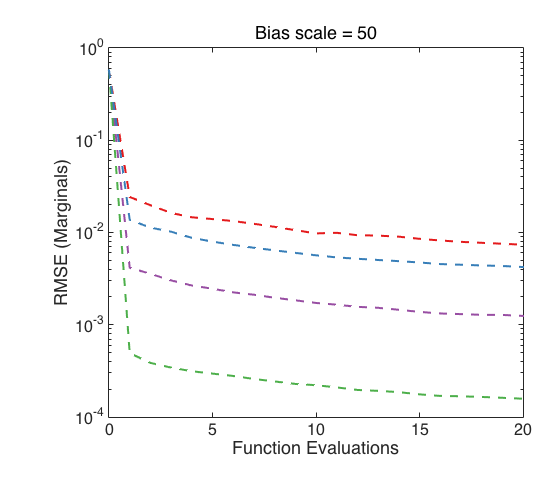 Bias scale = 50
10^0
10^-1
10^-2
10^-3
10^-4
RMSE (Marginals)
0 5 10 15 20
Function Evaluations